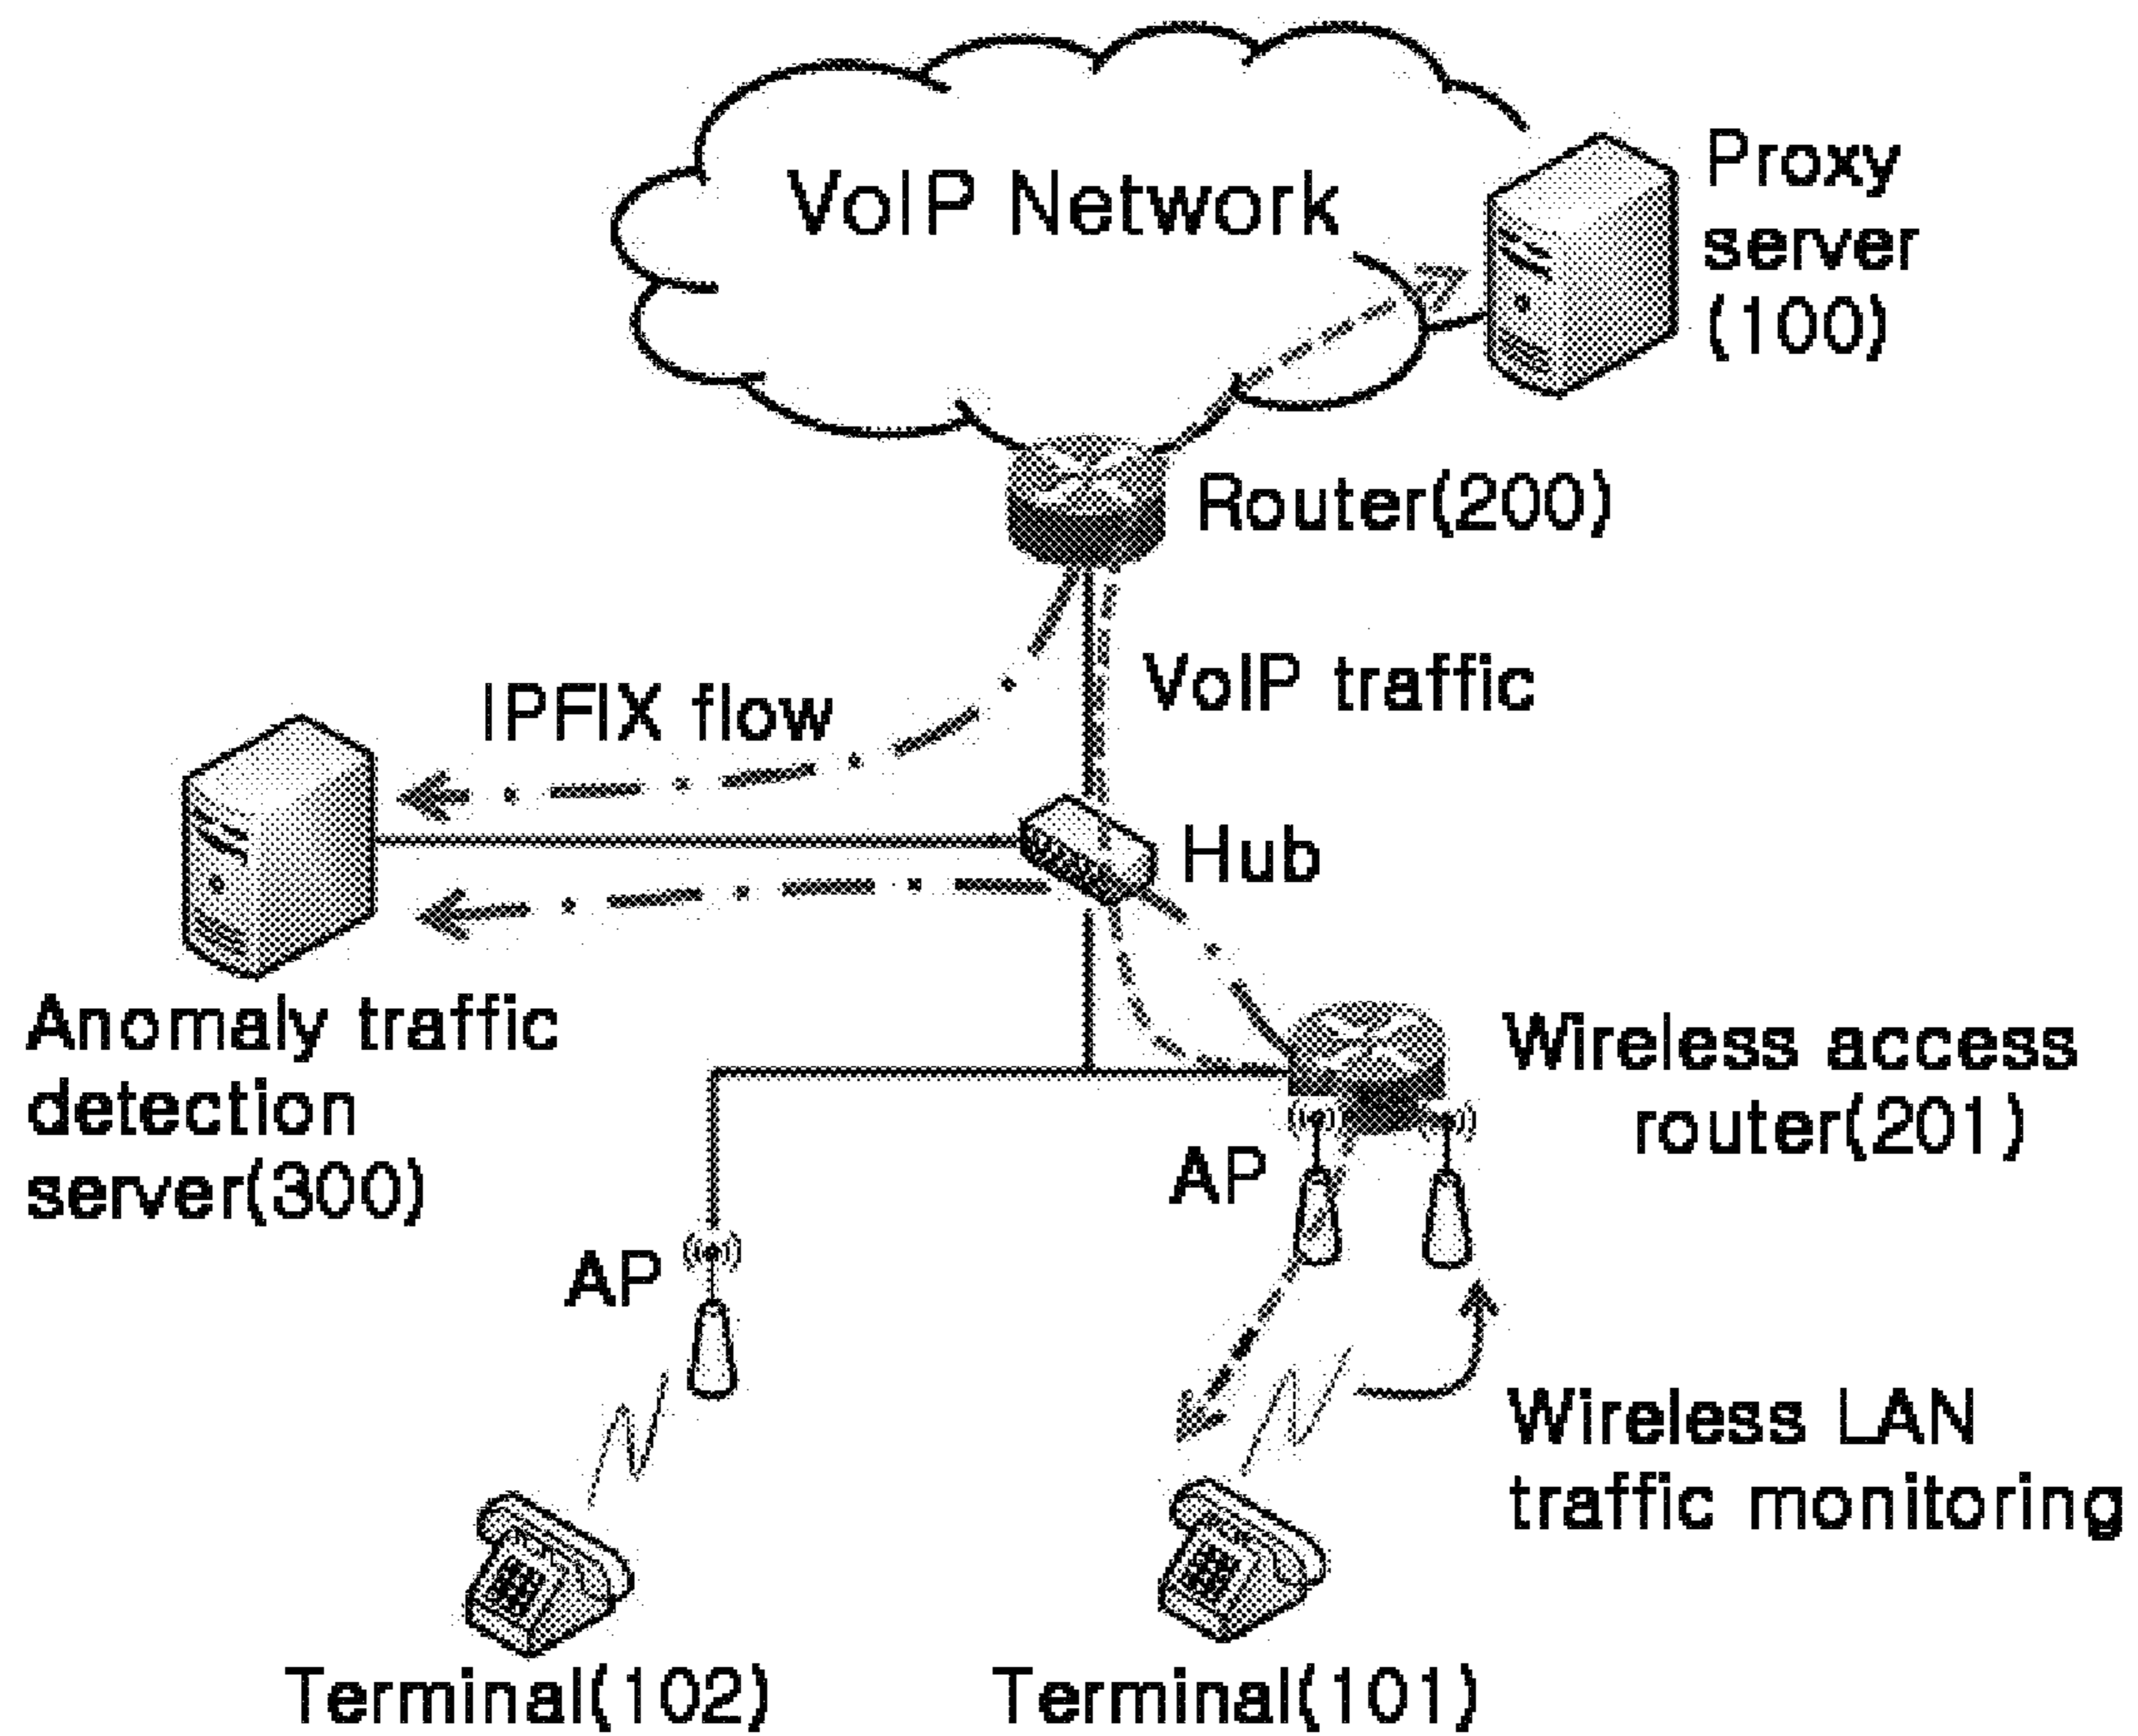 VoIP Network
Proxy
server
(100)
Router(200)
VoIP traffic
IPFIX flow
Hub
Anomaly traffic
detection
server(300)
Wireless access
router(201)
AP
AP
Wireless LAN
traffic monitoring
Terminal(102)
Terminal(101)